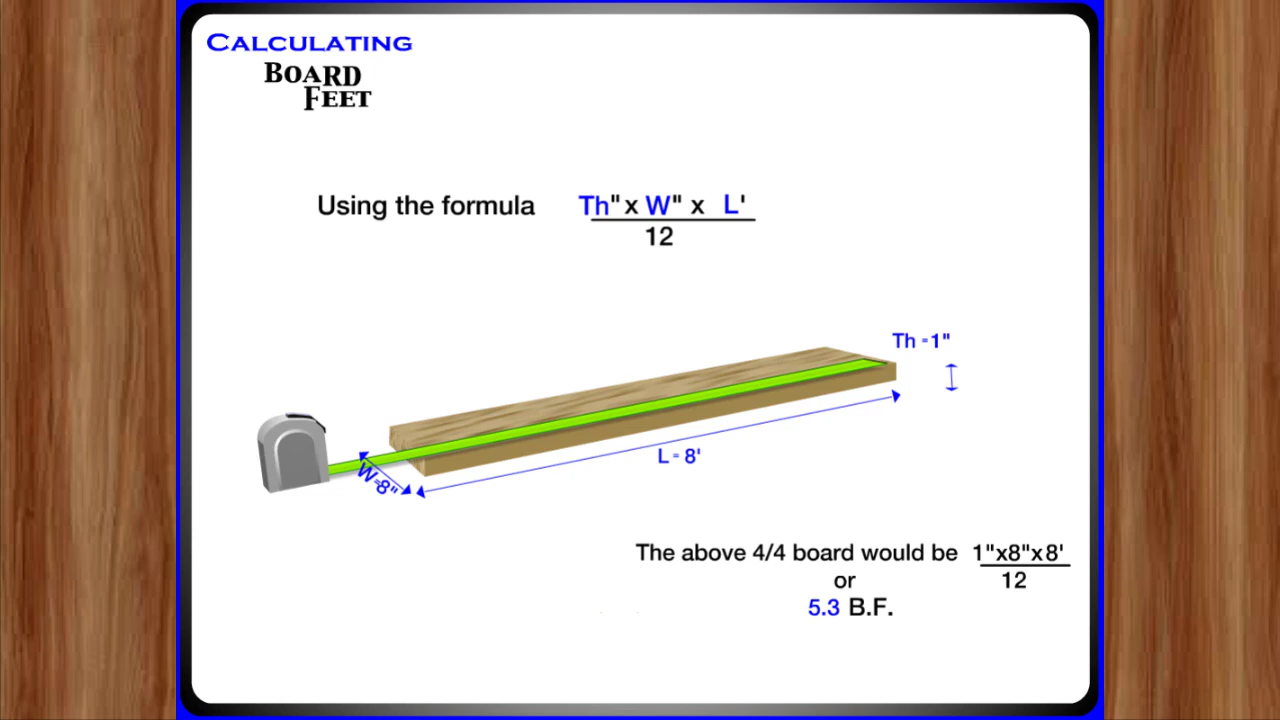 CALCULATING
BOARD
FEET
Using the formula Th" x W" x L'
12
Th =1"
L = 8'
W=8"
The above 4/4 board would be 1"x8"x8'
12
or
5.3 B.F.